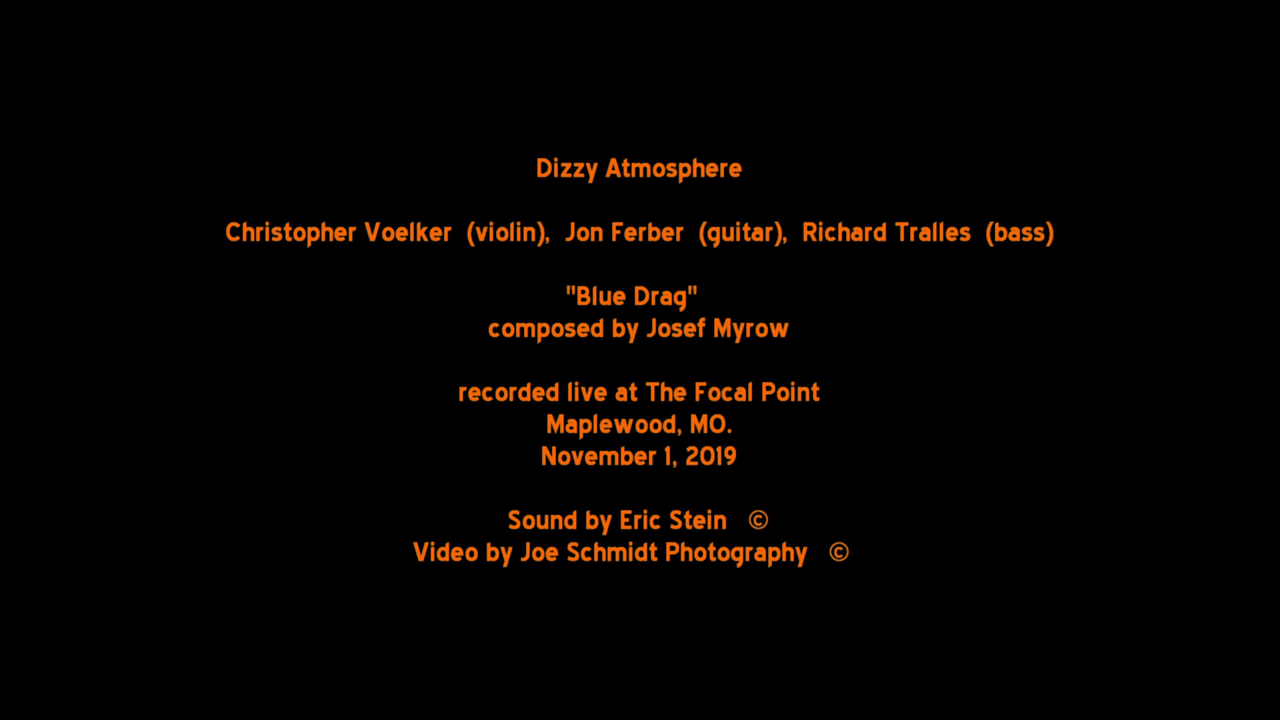 Dizzy Atmosphere
Christopher Voelker (violin), Jon Ferber (guitar), Richard Tralles (bass)
"Blue Drag"
composed by Josef Myrow
recorded live at The Focal Point
Maplewood, MO.
November 1, 2019
Sound by Eric Stein ©
Video by Joe Schmidt Photography ©